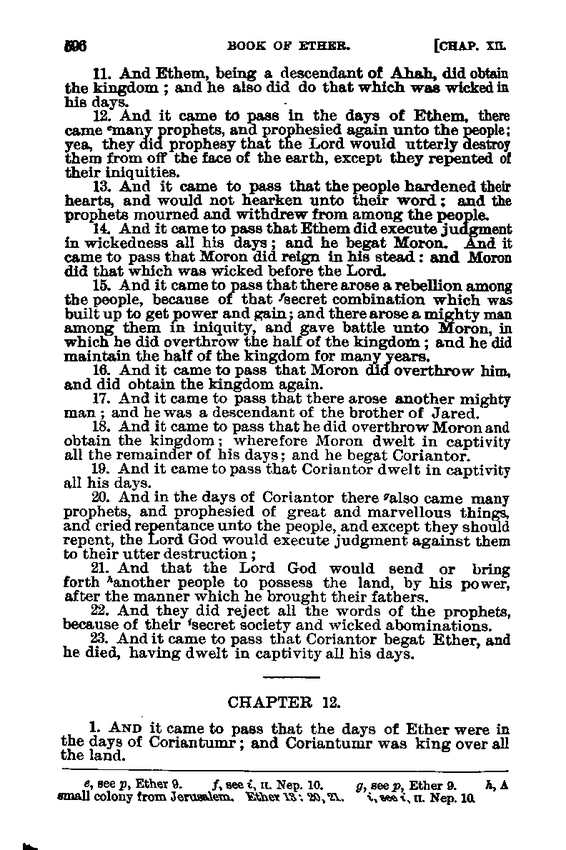 596 BOOK OF ETHER. [CHAP. XII.
11. And Ethem, being a descendant of Ahah, did obtain
the kingdom ; and he also did do that which was wicked in
his days.
12. And it came to pass in the days of Ethem, there
came ᵉmany prophets, and prophesied again unto the people;
yea, they did prophesy that the Lord would utterly destroy
them from off the face of the earth, except they repented of
their iniquities.
13. And it came to pass that the people hardened their
hearts, and would not hearken unto their word ; and the
prophets mourned and withdrew from among the people.
14. And it came to pass that Ethem did execute judgment
in wickedness all his days ; and he begat Moron. And it
came to pass that Moron did reign in his stead : and Moron
did that which was wicked before the Lord.
15. And it came to pass that there arose a rebellion among
the people, because of that ᶠsecret combination which was
built up to get power and gain ; and there arose a mighty man
among them in iniquity, and gave battle unto Moron, in
which he did overthrow the half of the kingdom ; and he did
maintain the half of the kingdom for many years.
16. And it came to pass that Moron did overthrow him,
and did obtain the kingdom again.
17. And it came to pass that there arose another mighty
man ; and he was a descendant of the brother of Jared.
18. And it came to pass that he did overthrow Moron and
obtain the kingdom ; wherefore Moron dwelt in captivity
all the remainder of his days ; and he begat Coriantor.
19. And it came to pass that Coriantor dwelt in captivity
all his days.
20. And in the days of Coriantor there ᵍalso came many
prophets, and prophesied of great and marvellous things,
and cried repentance unto the people, and except they should
repent, the Lord God would execute judgment against them
to their utter destruction ;
21. And that the Lord God would send or bring
forth ʰanother people to possess the land, by his power,
after the manner which he brought their fathers.
22. And they did reject all the words of the prophets,
because of their ⁱsecret society and wicked abominations.
23. And it came to pass that Coriantor begat Ether, and
he died, having dwelt in captivity all his days.
CHAPTER 12.
1. AND it came to pass that the days of Ether were in
the days of Coriantumr ; and Coriantumr was king over all
the land.
e, see p, Ether 9. f, see i, II. Nep. 10. g, see p, Ether 9. h, A
small colony from Jerusalem. Ether 13 : 20, 21. i, see i, II. Nep. 10.